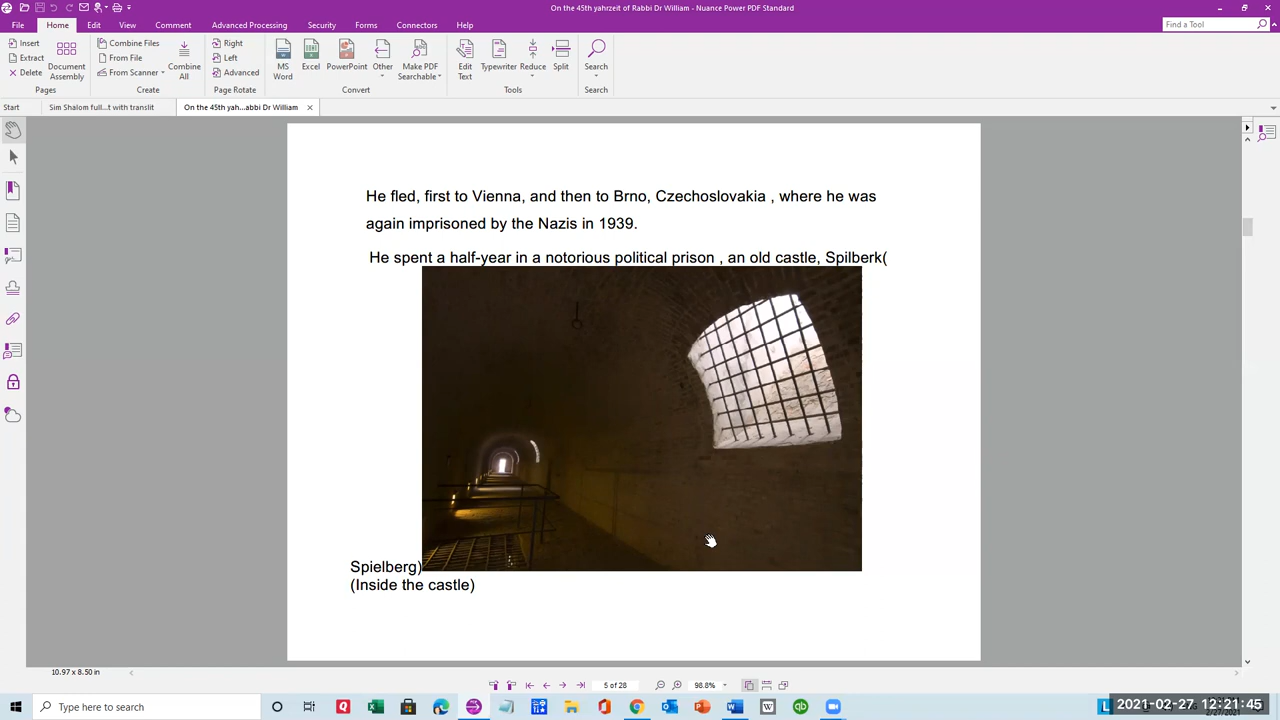 On the 45th yahrzeit of Rabbi Dr William - Nuance Power PDF Standard
File Home Edit View Comment Advanced Processing Security Forms Connectors Help
Find a Tool
Insert
Extract
Delete
Pages
Document Assembly
Combine Files
From File
From Scanner
Combine All
Create
Right
Left
Advanced
Page Rotate
MS Word
Excel
PowerPoint
Other
Make PDF Searchable
Convert
Edit Text
Typewriter
Reduce
Split
Tools
Search
Search
Start
Sim Shalom full...t with translit
On the 45th yah...abbi Dr William
He fled, first to Vienna, and then to Brno, Czechoslovakia , where he was
again imprisoned by the Nazis in 1939.
He spent a half-year in a notorious political prison , an old castle, Spilberk(
Spielberg)
(Inside the castle)
10.97 x 8.50 in
5 of 28
98.8%
Type here to search
2021-02-27 12:21:45